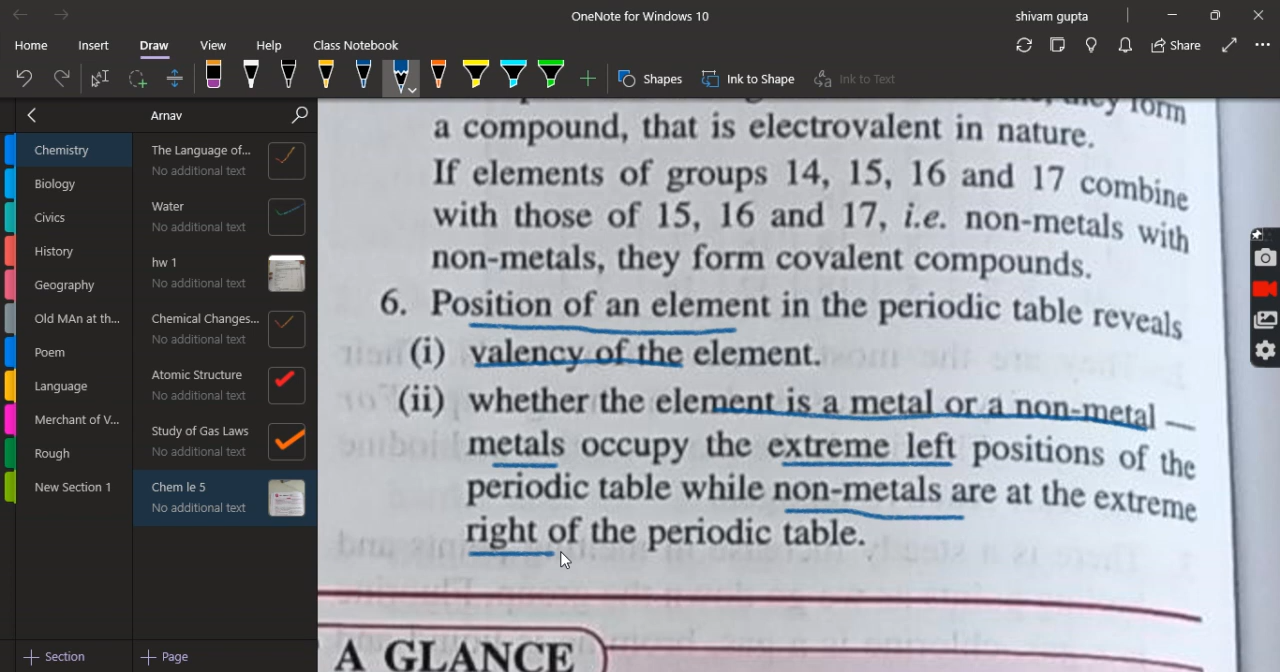 OneNote for Windows 10
shivam gupta
Home Insert Draw View Help Class Notebook
Share
Shapes Ink to Shape Ink to Text
Arnav
Chemistry
Biology
Civics
History
Geography
Old MAn at th...
Poem
Language
Merchant of V...
Rough
New Section 1
The Language of...
No additional text
Water
No additional text
hw 1
No additional text
Chemical Changes...
No additional text
Atomic Structure
No additional text
Study of Gas Laws
No additional text
Chem le 5
No additional text
Section
Page
they form
a compound, that is electrovalent in nature.
If elements of groups 14, 15, 16 and 17 combine
with those of 15, 16 and 17, i.e. non-metals with
non-metals, they form covalent compounds.
6. Position of an element in the periodic table reveals
(i) valency of the element.
(ii) whether the element is a metal or a non-metal —
metals occupy the extreme left positions of the
periodic table while non-metals are at the extreme
right of the periodic table.
A GLANCE